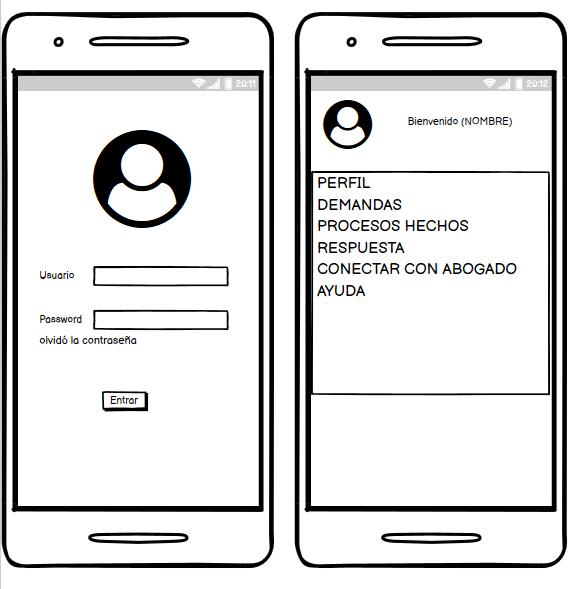 20:11
Usuario
Password
olvidó la contraseña
Entrar
20:12
Bienvenido (NOMBRE)
PERFIL
DEMANDAS
PROCESOS HECHOS
RESPUESTA
CONECTAR CON ABOGADO
AYUDA